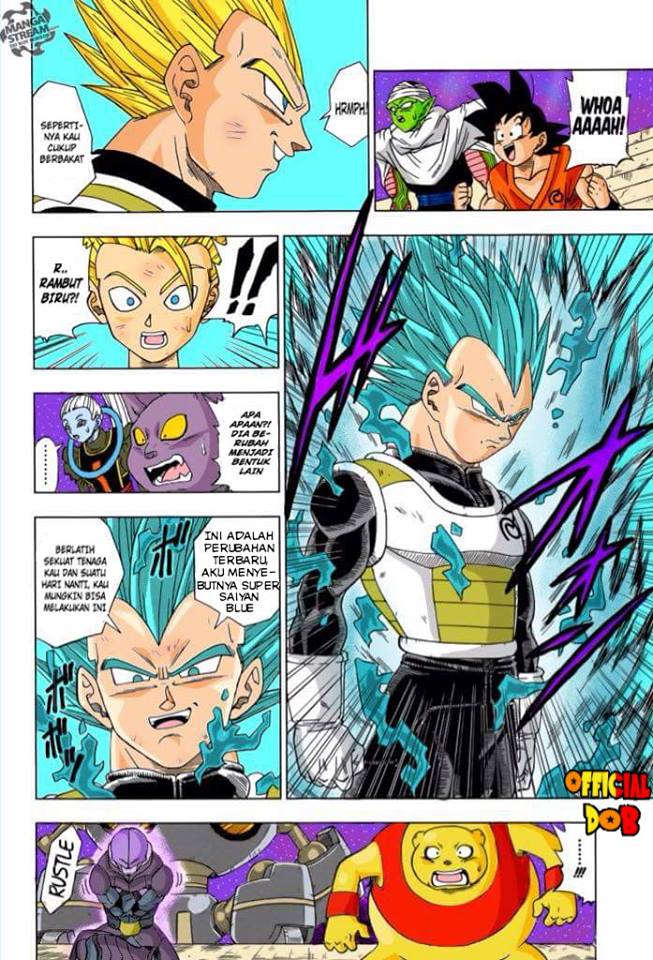 MANGA
STREAM
WHOA
AAAAH!
HRMPH!
SEPERTI-
NYA KAU
CUKUP
BERBAKAT
!!
R..
RAMBUT
BIRU?!
APA
APAAN?!
DIA BE-
RUBAH
MENJADI
BENTUK
LAIN
.........
INI ADALAH
PERUBAHAN
TERBARU,
AKU MENYE-
BUTNYA SUPER
SAIYAN
BLUE
BERLATIH
SEKUAT TENAGA
KAU DAN SUATU
HARI NANTI, KAU
MUNGKIN BISA
MELAKUKAN INI
OFFICIAL
DOB
.......!!!
RUSTLE